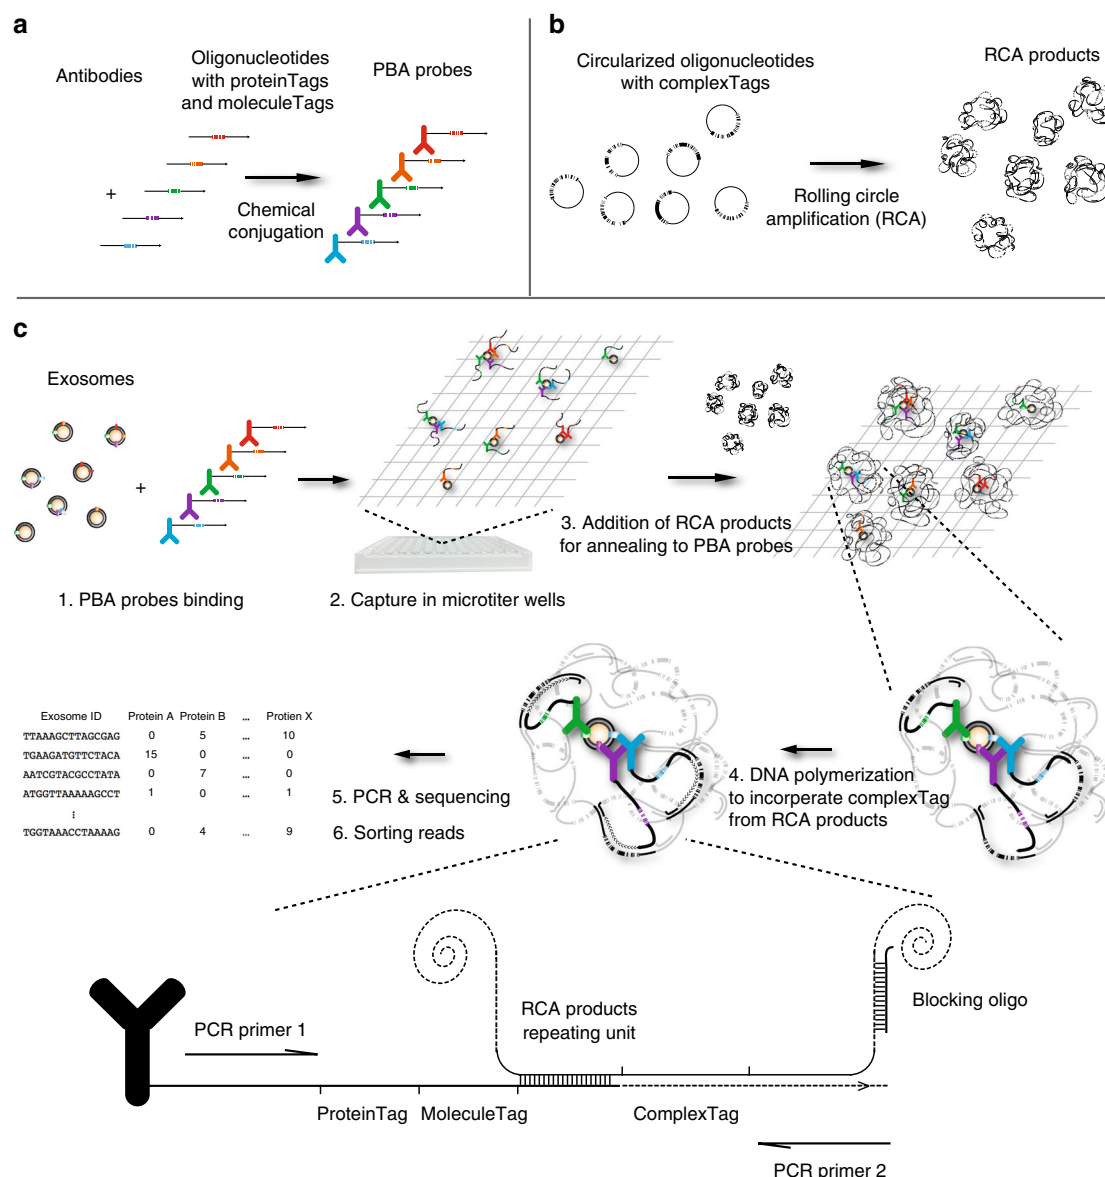 a
Antibodies
Oligonucleotides
with proteinTags
and moleculeTags
PBA probes
+
Chemical
conjugation
b
Circularized oligonucleotides
with complexTags
RCA products
Rolling circle
amplification (RCA)
c
Exosomes
+
1. PBA probes binding
2. Capture in microtiter wells
3. Addition of RCA products
for annealing to PBA probes
4. DNA polymerization
to incorperate complexTag
from RCA products
5. PCR & sequencing
6. Sorting reads
Exosome ID Protein A Protein B ... Protien X
TTAAAGCTTAGCGAG 0 5 ... 10
TGAAGATGTTCTACA 15 0 ... 0
AATCGTACGCCTATA 0 7 ... 0
ATGGTTAAAAAGCCT 1 0 ... 1
⋮
TGGTAAACCTAAAAG 0 4 ... 9
PCR primer 1
RCA products
repeating unit
Blocking oligo
ProteinTag MoleculeTag ComplexTag
PCR primer 2